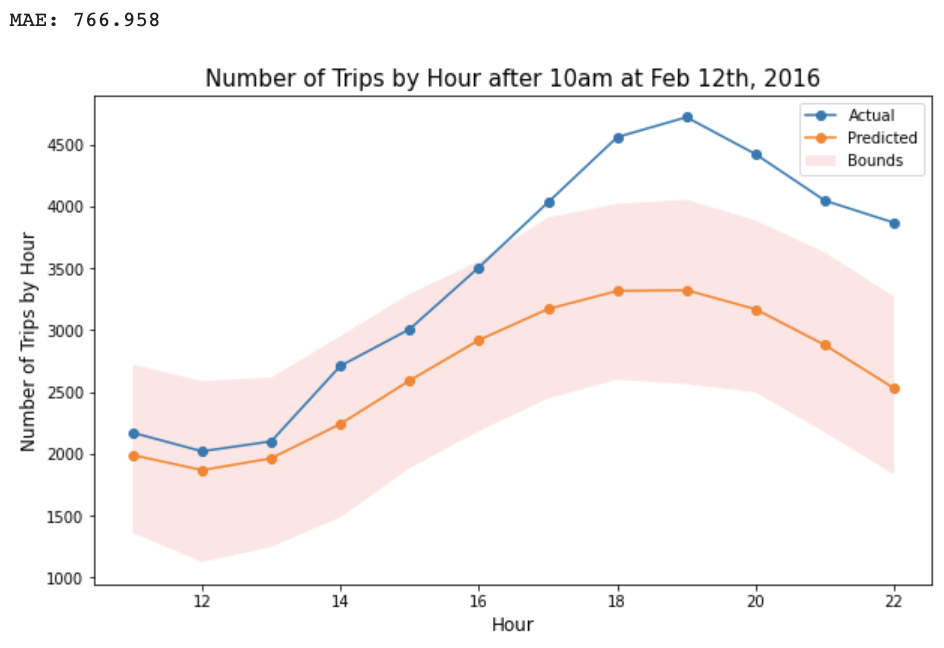 MAE: 766.958
Number of Trips by Hour after 10am at Feb 12th, 2016
Actual
Predicted
Bounds
Number of Trips by Hour
4500
4000
3500
3000
2500
2000
1500
1000
12 14 16 18 20 22
Hour